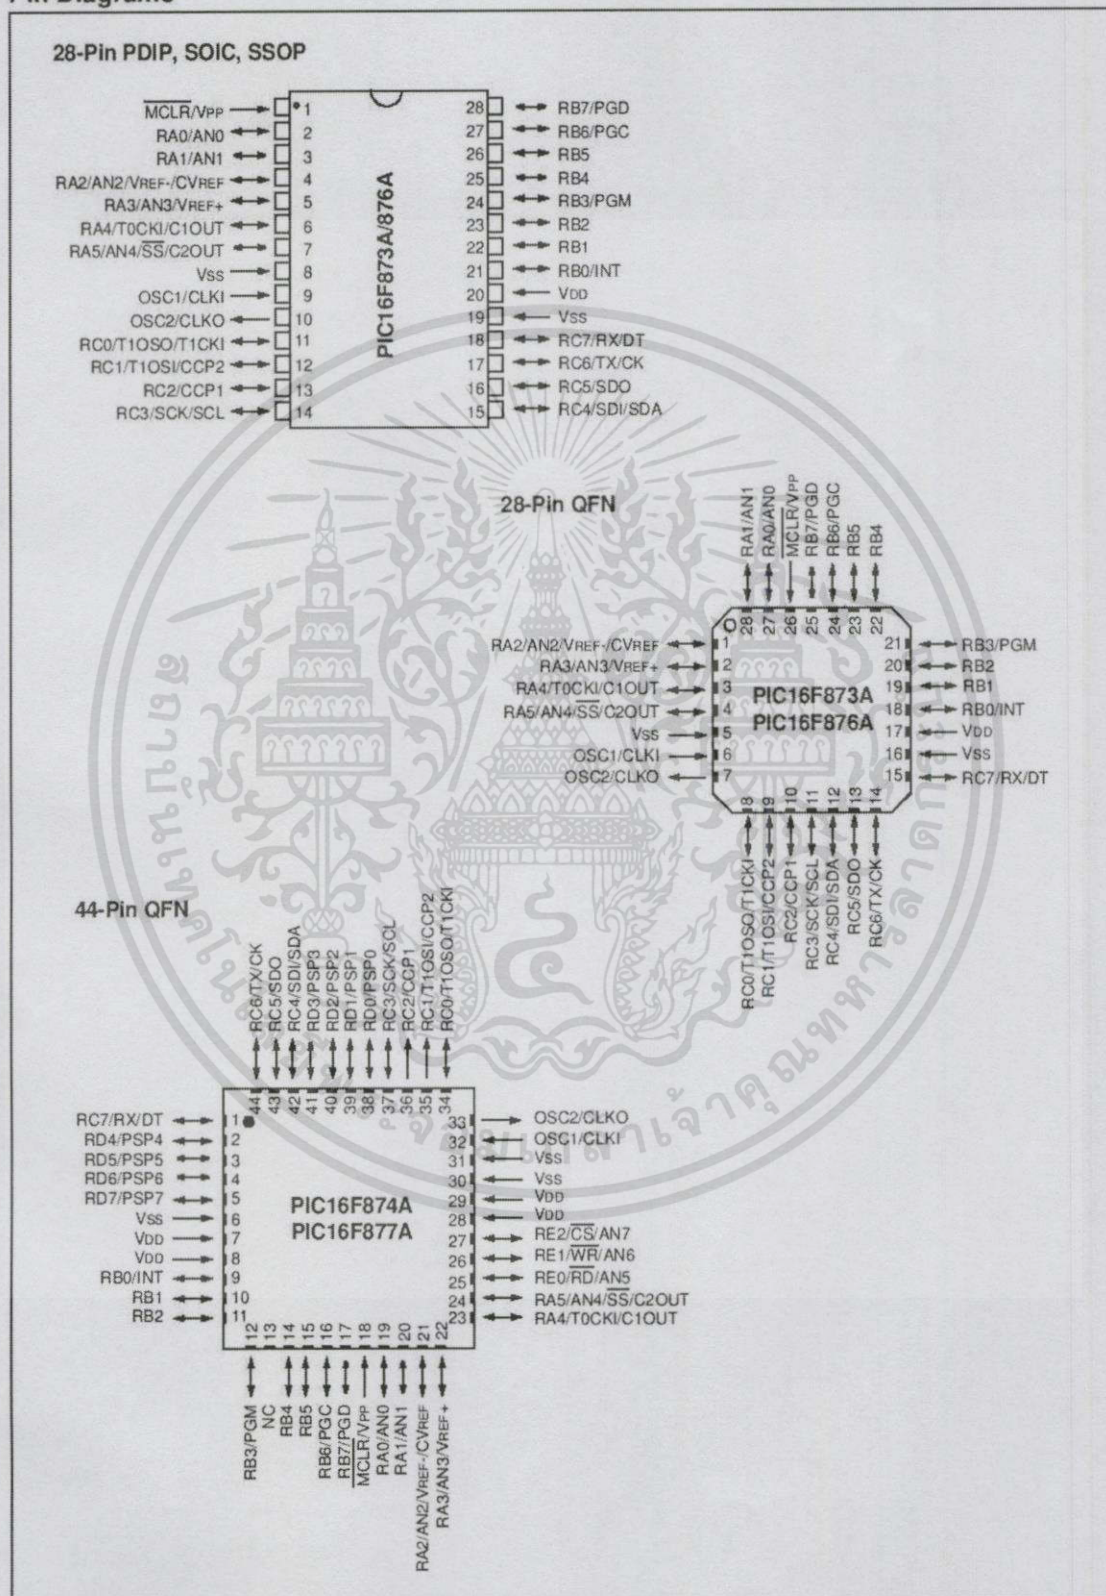 28-Pin PDIP, SOIC, SSOP
MCLR/VPP 1 28 RB7/PGD
RA0/AN0 2 27 RB6/PGC
RA1/AN1 3 26 RB5
RA2/AN2/VREF-/CVREF 4 25 RB4
RA3/AN3/VREF+ 5 24 RB3/PGM
RA4/T0CKI/C1OUT 6 23 RB2
RA5/AN4/SS/C2OUT 7 22 RB1
VSS 8 21 RB0/INT
OSC1/CLKI 9 20 VDD
OSC2/CLKO 10 19 VSS
RC0/T1OSO/T1CKI 11 18 RC7/RX/DT
RC1/T1OSI/CCP2 12 17 RC6/TX/CK
RC2/CCP1 13 16 RC5/SDO
RC3/SCK/SCL 14 15 RC4/SDI/SDA
PIC16F873A/876A
28-Pin QFN
RA1/AN1
RA0/AN0
MCLR/VPP
RB7/PGD
RB6/PGC
RB5
RB4
28 27 26 25 24 23 22
RA2/AN2/VREF-/CVREF 1 21 RB3/PGM
RA3/AN3/VREF+ 2 20 RB2
RA4/T0CKI/C1OUT 3 19 RB1
RA5/AN4/SS/C2OUT 4 18 RB0/INT
VSS 5 17 VDD
OSC1/CLKI 6 16 VSS
OSC2/CLKO 7 15 RC7/RX/DT
PIC16F873A
PIC16F876A
8 9 10 11 12 13 14
RC0/T1OSO/T1CKI
RC1/T1OSI/CCP2
RC2/CCP1
RC3/SCK/SCL
RC4/SDI/SDA
RC5/SDO
RC6/TX/CK
44-Pin QFN
RC6/TX/CK
RC5/SDO
RC4/SDI/SDA
RD3/PSP3
RD2/PSP2
RD1/PSP1
RD0/PSP0
RC3/SCK/SCL
RC2/CCP1
RC1/T1OSI/CCP2
RC0/T1OSO/T1CKI
44 43 42 41 40 39 38 37 36 35 34
RC7/RX/DT 1 33 OSC2/CLKO
RD4/PSP4 2 32 OSC1/CLKI
RD5/PSP5 3 31 VSS
RD6/PSP6 4 30 VSS
RD7/PSP7 5 29 VDD
VSS 6 28 VDD
VDD 7 27 RE2/CS/AN7
VDD 8 26 RE1/WR/AN6
RB0/INT 9 25 RE0/RD/AN5
RB1 10 24 RA5/AN4/SS/C2OUT
RB2 11 23 RA4/T0CKI/C1OUT
PIC16F874A
PIC16F877A
12 13 14 15 16 17 18 19 20 21 22
RB3/PGM
NC
RB4
RB5
RB6/PGC
RB7/PGD
MCLR/VPP
RA0/AN0
RA1/AN1
RA2/AN2/VREF-/CVREF
RA3/AN3/VREF+